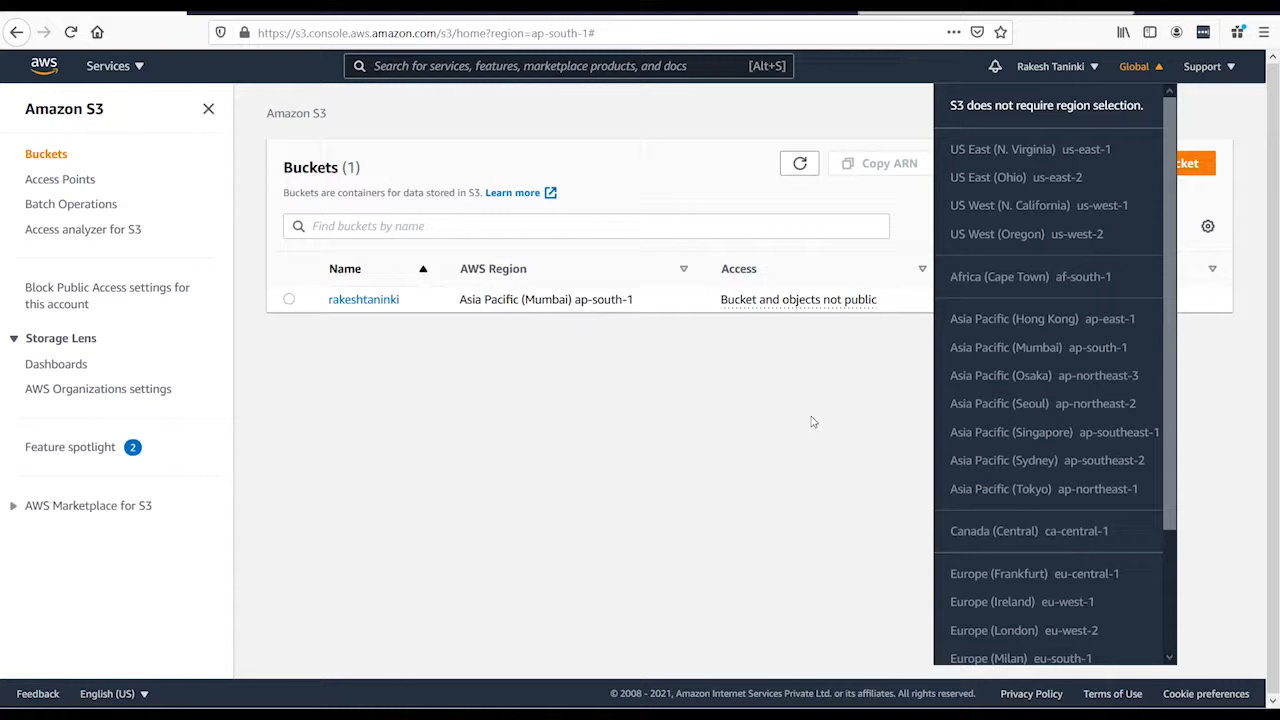 https://s3.console.aws.amazon.com/s3/home?region=ap-south-1#
aws Services Search for services, features, marketplace products, and docs [Alt+S] Rakesh Taninki Global Support
Amazon S3
Buckets
Access Points
Batch Operations
Access analyzer for S3
Block Public Access settings for
this account
Storage Lens
Dashboards
AWS Organizations settings
Feature spotlight 2
AWS Marketplace for S3
Amazon S3
Buckets (1)
Copy ARN
Buckets are containers for data stored in S3. Learn more
Find buckets by name
Name AWS Region Access
rakeshtaninki Asia Pacific (Mumbai) ap-south-1 Bucket and objects not public
S3 does not require region selection.
US East (N. Virginia) us-east-1
US East (Ohio) us-east-2
US West (N. California) us-west-1
US West (Oregon) us-west-2
Africa (Cape Town) af-south-1
Asia Pacific (Hong Kong) ap-east-1
Asia Pacific (Mumbai) ap-south-1
Asia Pacific (Osaka) ap-northeast-3
Asia Pacific (Seoul) ap-northeast-2
Asia Pacific (Singapore) ap-southeast-1
Asia Pacific (Sydney) ap-southeast-2
Asia Pacific (Tokyo) ap-northeast-1
Canada (Central) ca-central-1
Europe (Frankfurt) eu-central-1
Europe (Ireland) eu-west-1
Europe (London) eu-west-2
Europe (Milan) eu-south-1
cket
Feedback English (US) © 2008 - 2021, Amazon Internet Services Private Ltd. or its affiliates. All rights reserved. Privacy Policy Terms of Use Cookie preferences